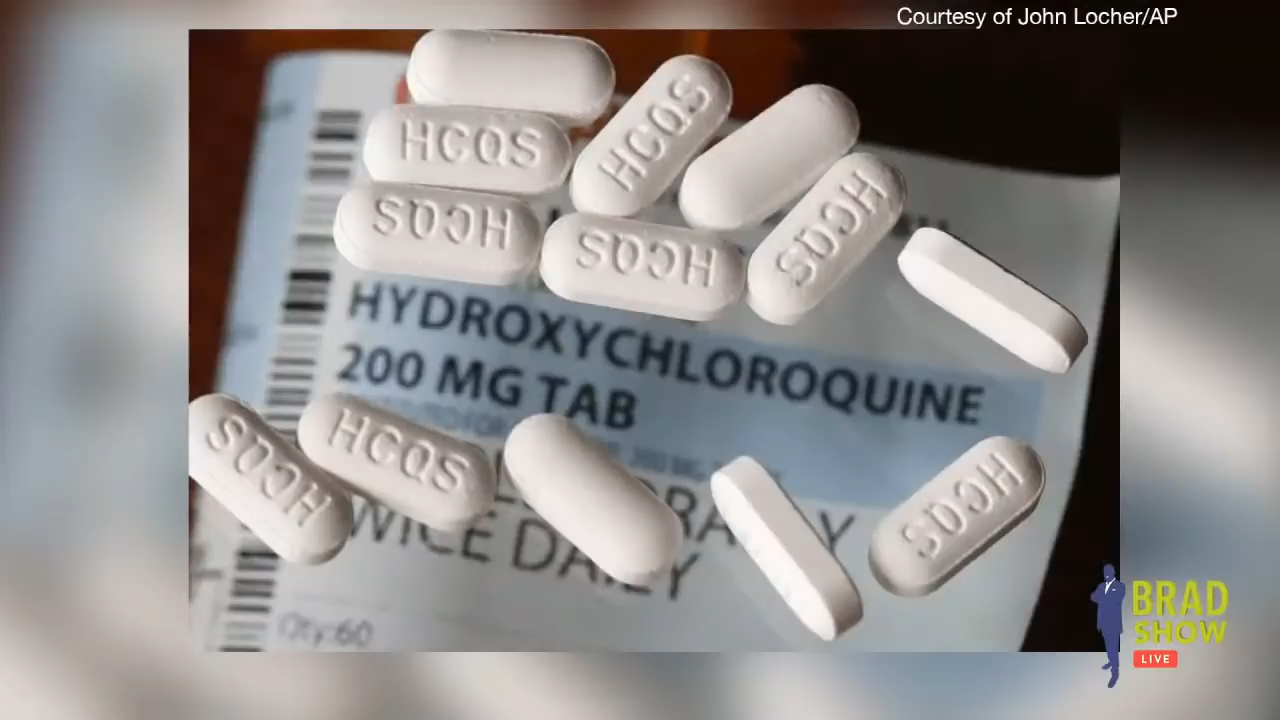 Courtesy of John Locher/AP
HCQS
HCQS
HCQS
HCQS
HCQS
HYDROXYCHLOROQUINE
200 MG TAB
HCQS
HCQS
HCQS
DAILY
Qty:60
BRAD
SHOW
LIVE